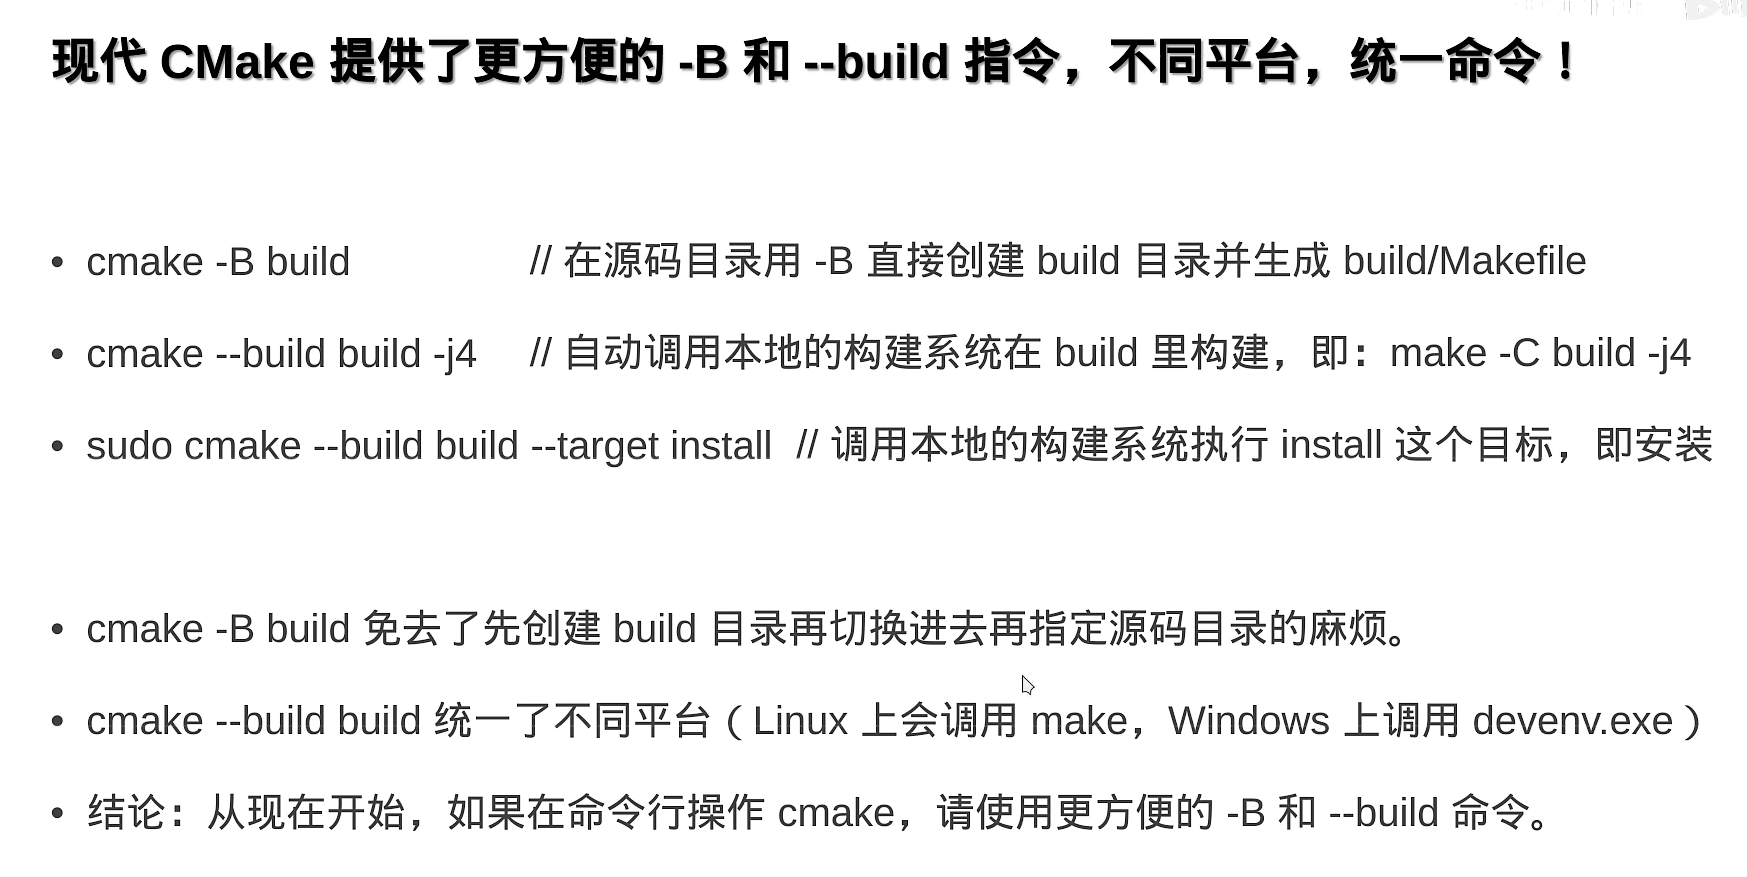 现代 CMake 提供了更方便的 -B 和 --build 指令，不同平台，统一命令！
• cmake -B build // 在源码目录用 -B 直接创建 build 目录并生成 build/Makefile
• cmake --build build -j4 // 自动调用本地的构建系统在 build 里构建，即：make -C build -j4
• sudo cmake --build build --target install // 调用本地的构建系统执行 install 这个目标，即安装
• cmake -B build 免去了先创建 build 目录再切换进去再指定源码目录的麻烦。
• cmake --build build 统一了不同平台（Linux 上会调用 make，Windows 上调用 devenv.exe）
• 结论：从现在开始，如果在命令行操作 cmake，请使用更方便的 -B 和 --build 命令。